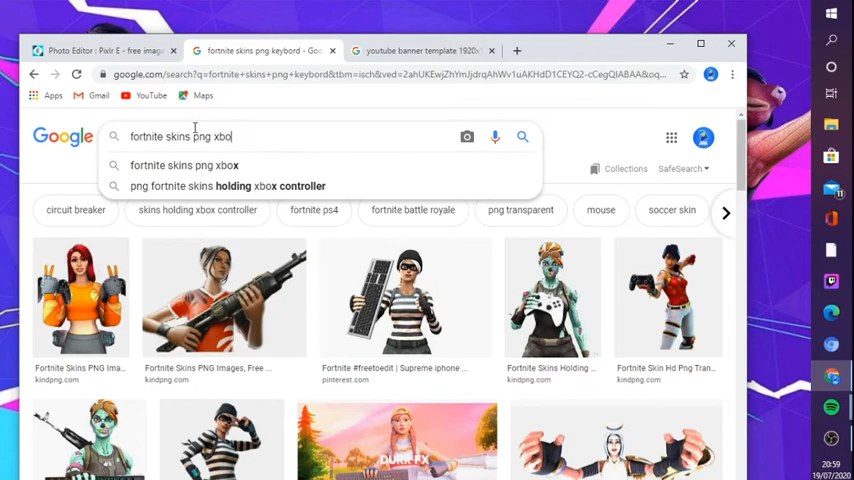 Photo Editor : Pixlr E - free imag
fortnite skins png keybord - Goo
youtube banner template 1920x1
google.com/search?q=fortnite+skins+png+keybord&tbm=isch&ved=2ahUKEwjZhYmJjdrqAhWv1uAKHdD1CEYQ2-cCegQIABAA&oq...
Apps
Gmail
YouTube
Maps
Google
fortnite skins png xbo
fortnite skins png xbox
png fortnite skins holding xbox controller
Collections
SafeSearch
circuit breaker
skins holding xbox controller
fortnite ps4
fortnite battle royale
png transparent
mouse
soccer skin
Fortnite Skins PNG Ima...
kindpng.com
Fortnite Skins PNG Images, Free ...
kindpng.com
Fortnite #freetoedit | Supreme iphone ...
pinterest.com
Fortnite Skins Holding ...
kindpng.com
Fortnite Skin Hd Png Tran...
kindpng.com
DURR FX
11
20:59
19/07/2020